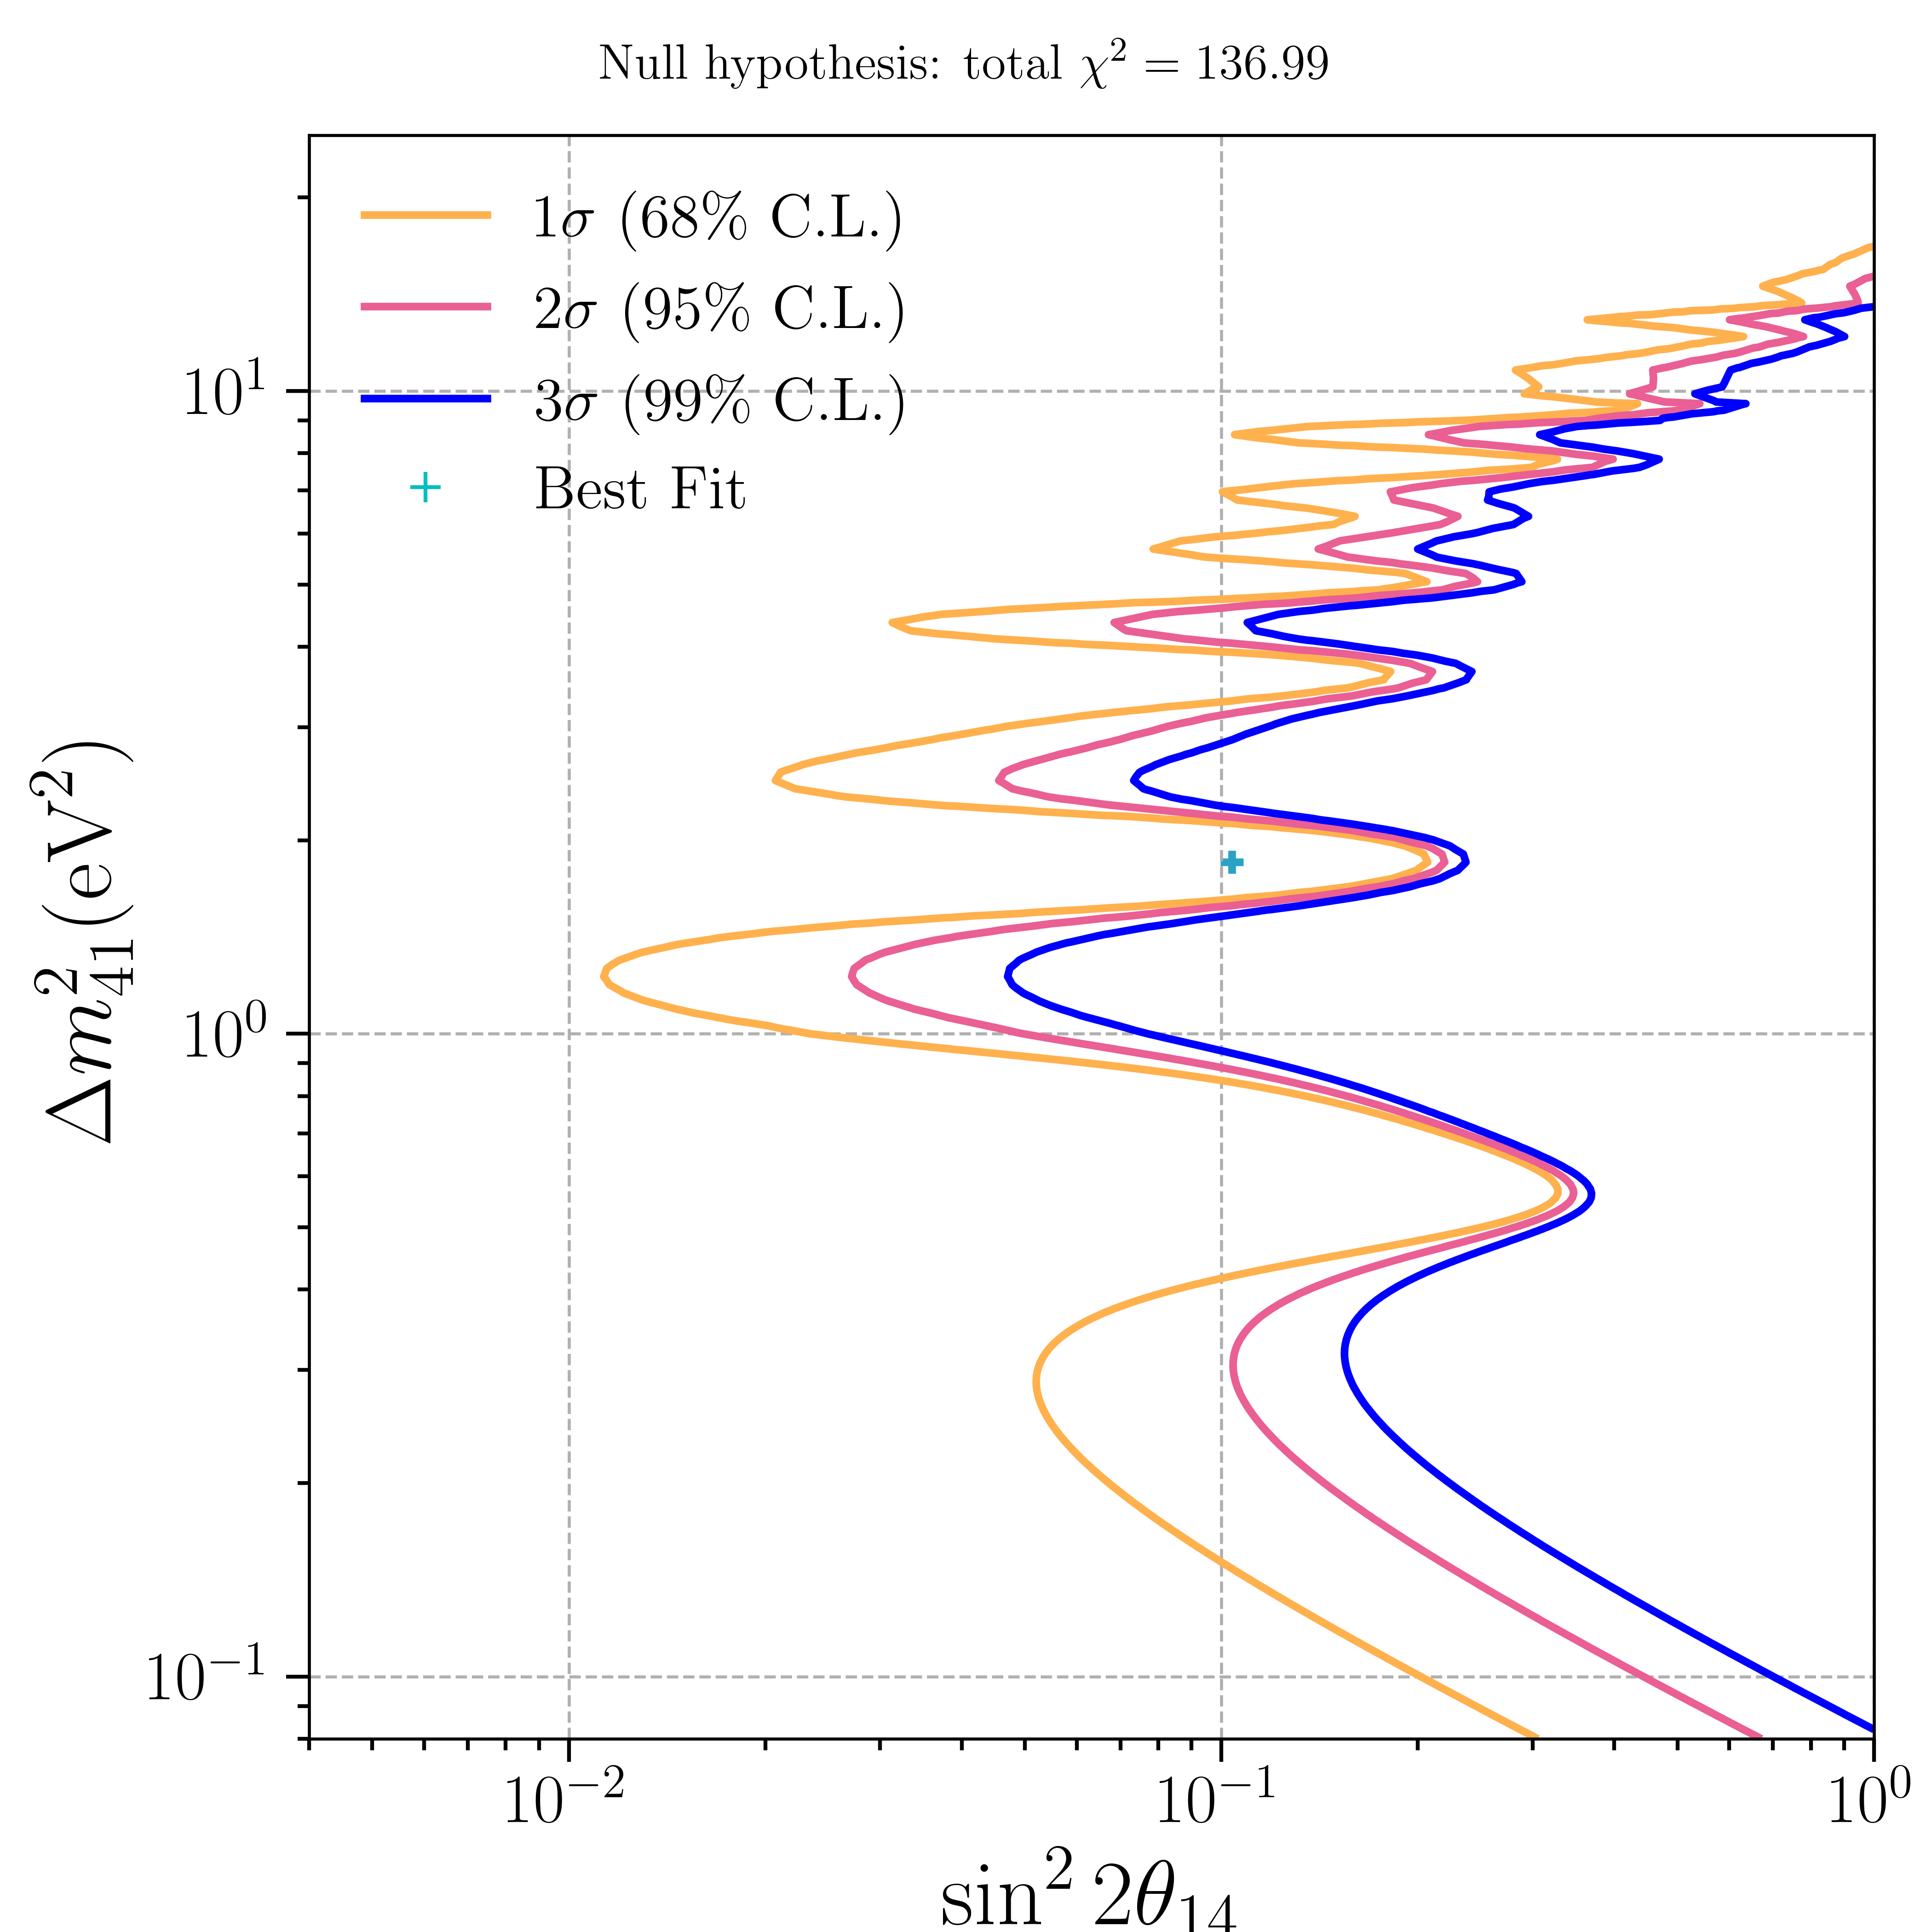 Null hypothesis: total χ² = 136.99
1σ (68% C.L.)
2σ (95% C.L.)
3σ (99% C.L.)
Best Fit
10¹
10⁰
10⁻¹
Δm²₄₁(eV²)
10⁻²
10⁻¹
10⁰
sin² 2θ₁₄